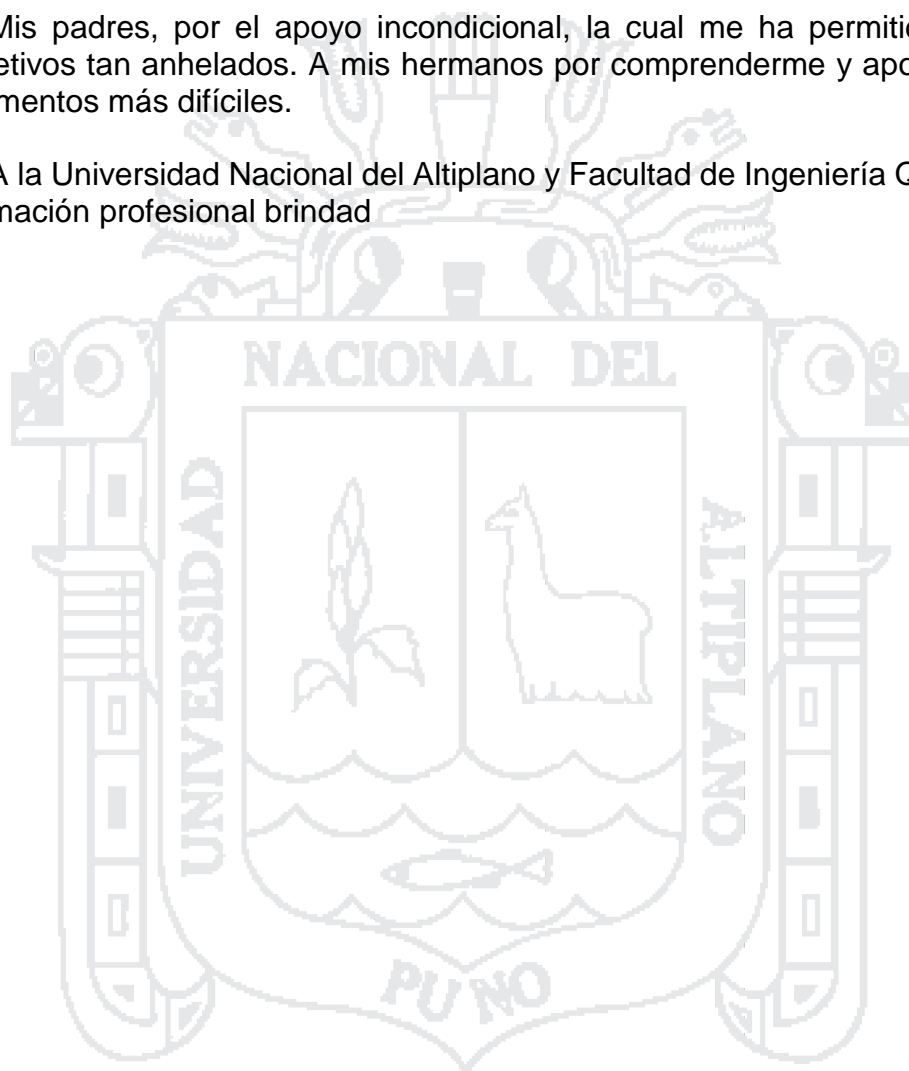 Mis padres, por el apoyo incondicional, la cual me ha permiti
etivos tan anhelados. A mis hermanos por comprenderme y apo
mentos más difíciles.
A la Universidad Nacional del Altiplano y Facultad de Ingeniería Q
mación profesional brindad
NACIONAL DEL
UNIVERSIDAD
ALTIPLANO
PUNO